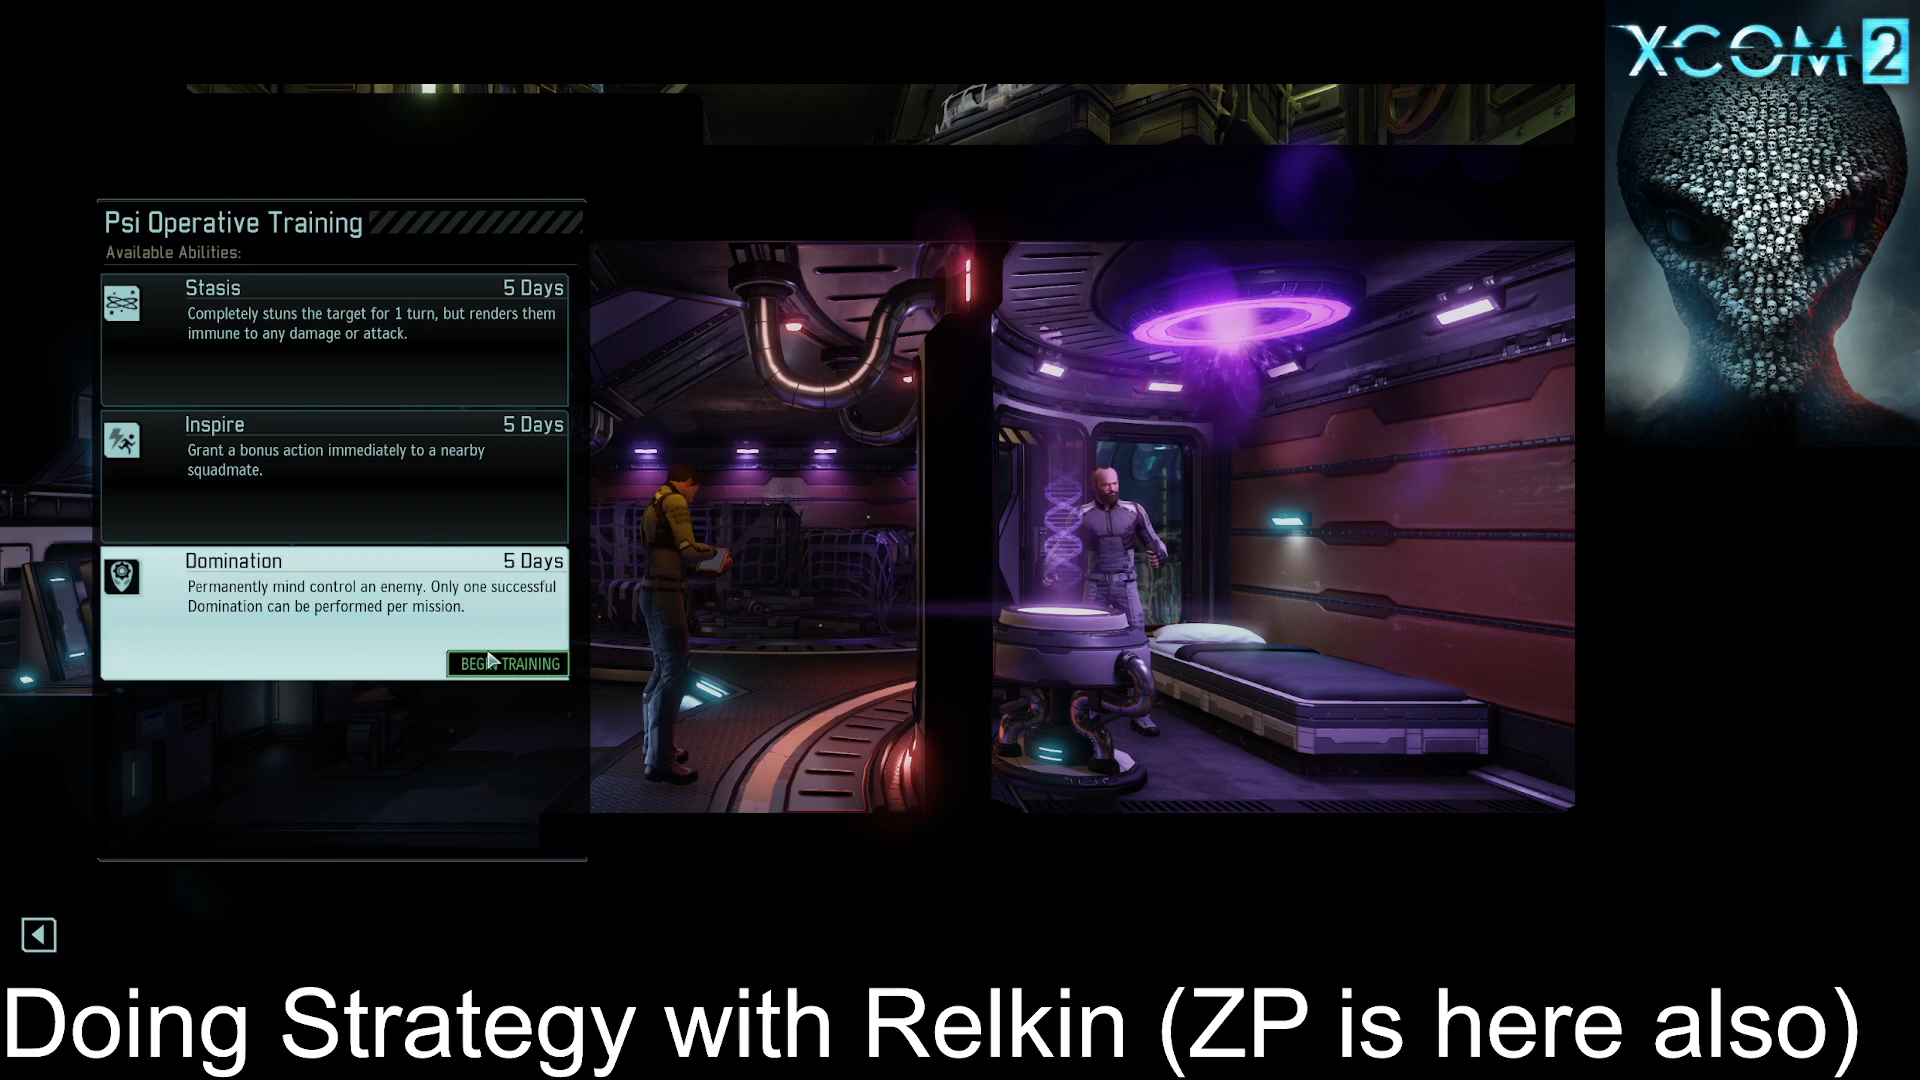 XCOM 2
Psi Operative Training
Available Abilities:
Stasis 5 Days
Completely stuns the target for 1 turn, but renders them
immune to any damage or attack.
Inspire 5 Days
Grant a bonus action immediately to a nearby
squadmate.
Domination 5 Days
Permanently mind control an enemy. Only one successful
Domination can be performed per mission.
BEGIN TRAINING
Doing Strategy with Relkin (ZP is here also)